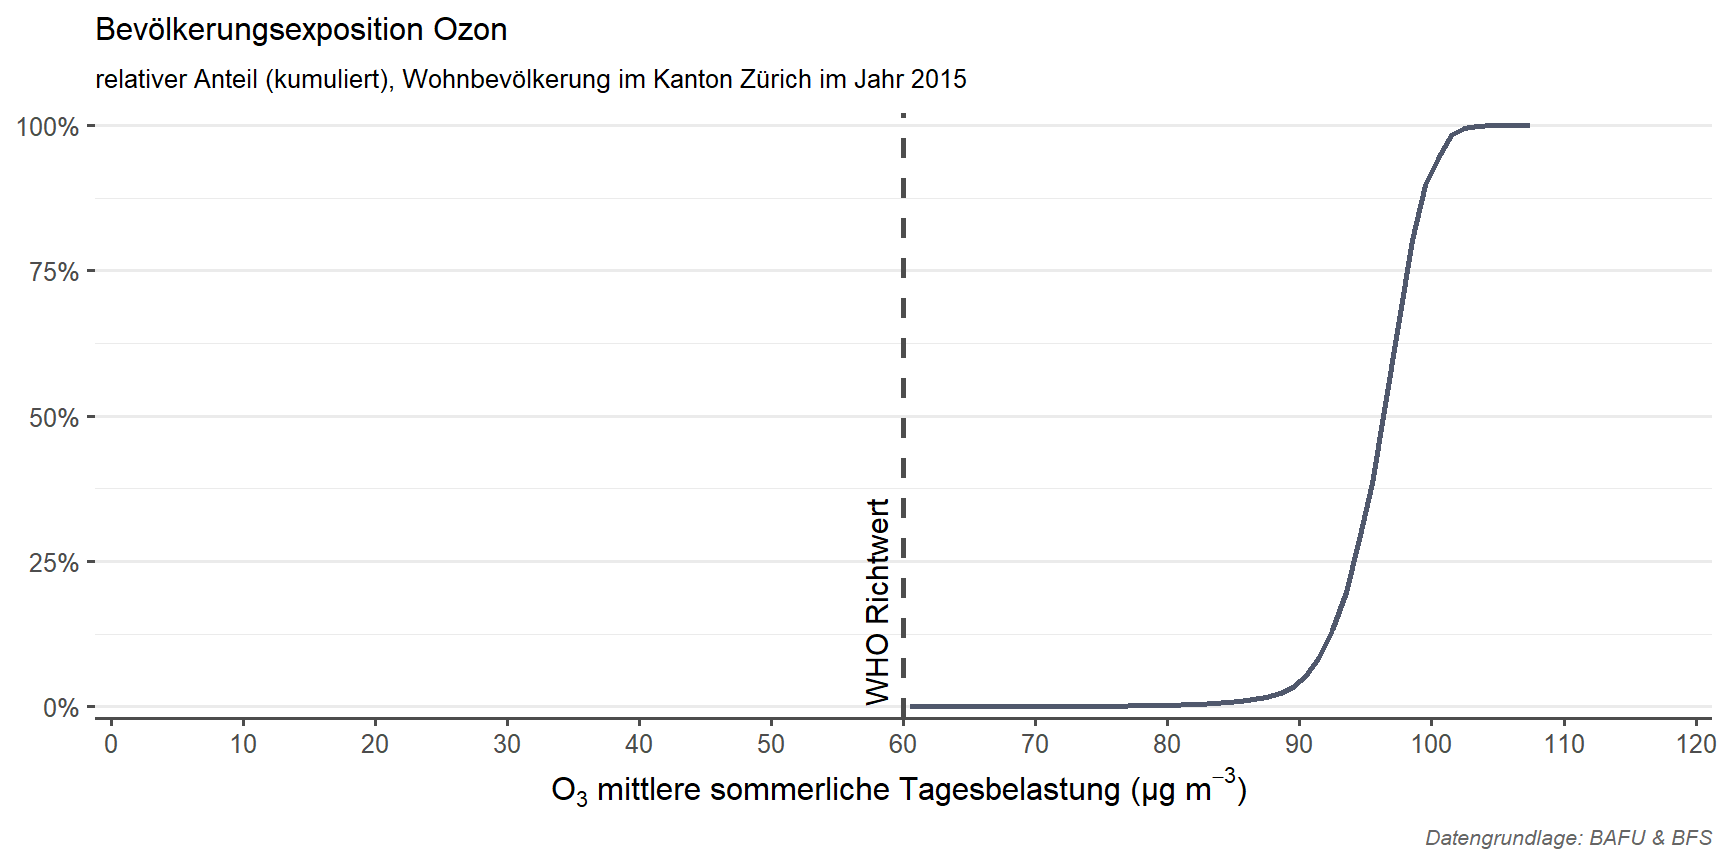 Bevölkerungsexposition Ozon
relativer Anteil (kumuliert), Wohnbevölkerung im Kanton Zürich im Jahr 2015
100%
75%
50%
25%
0%
WHO Richtwert
0 10 20 30 40 50 60 70 80 90 100 110 120
O₃ mittlere sommerliche Tagesbelastung (µg m⁻³)
Datengrundlage: BAFU & BFS